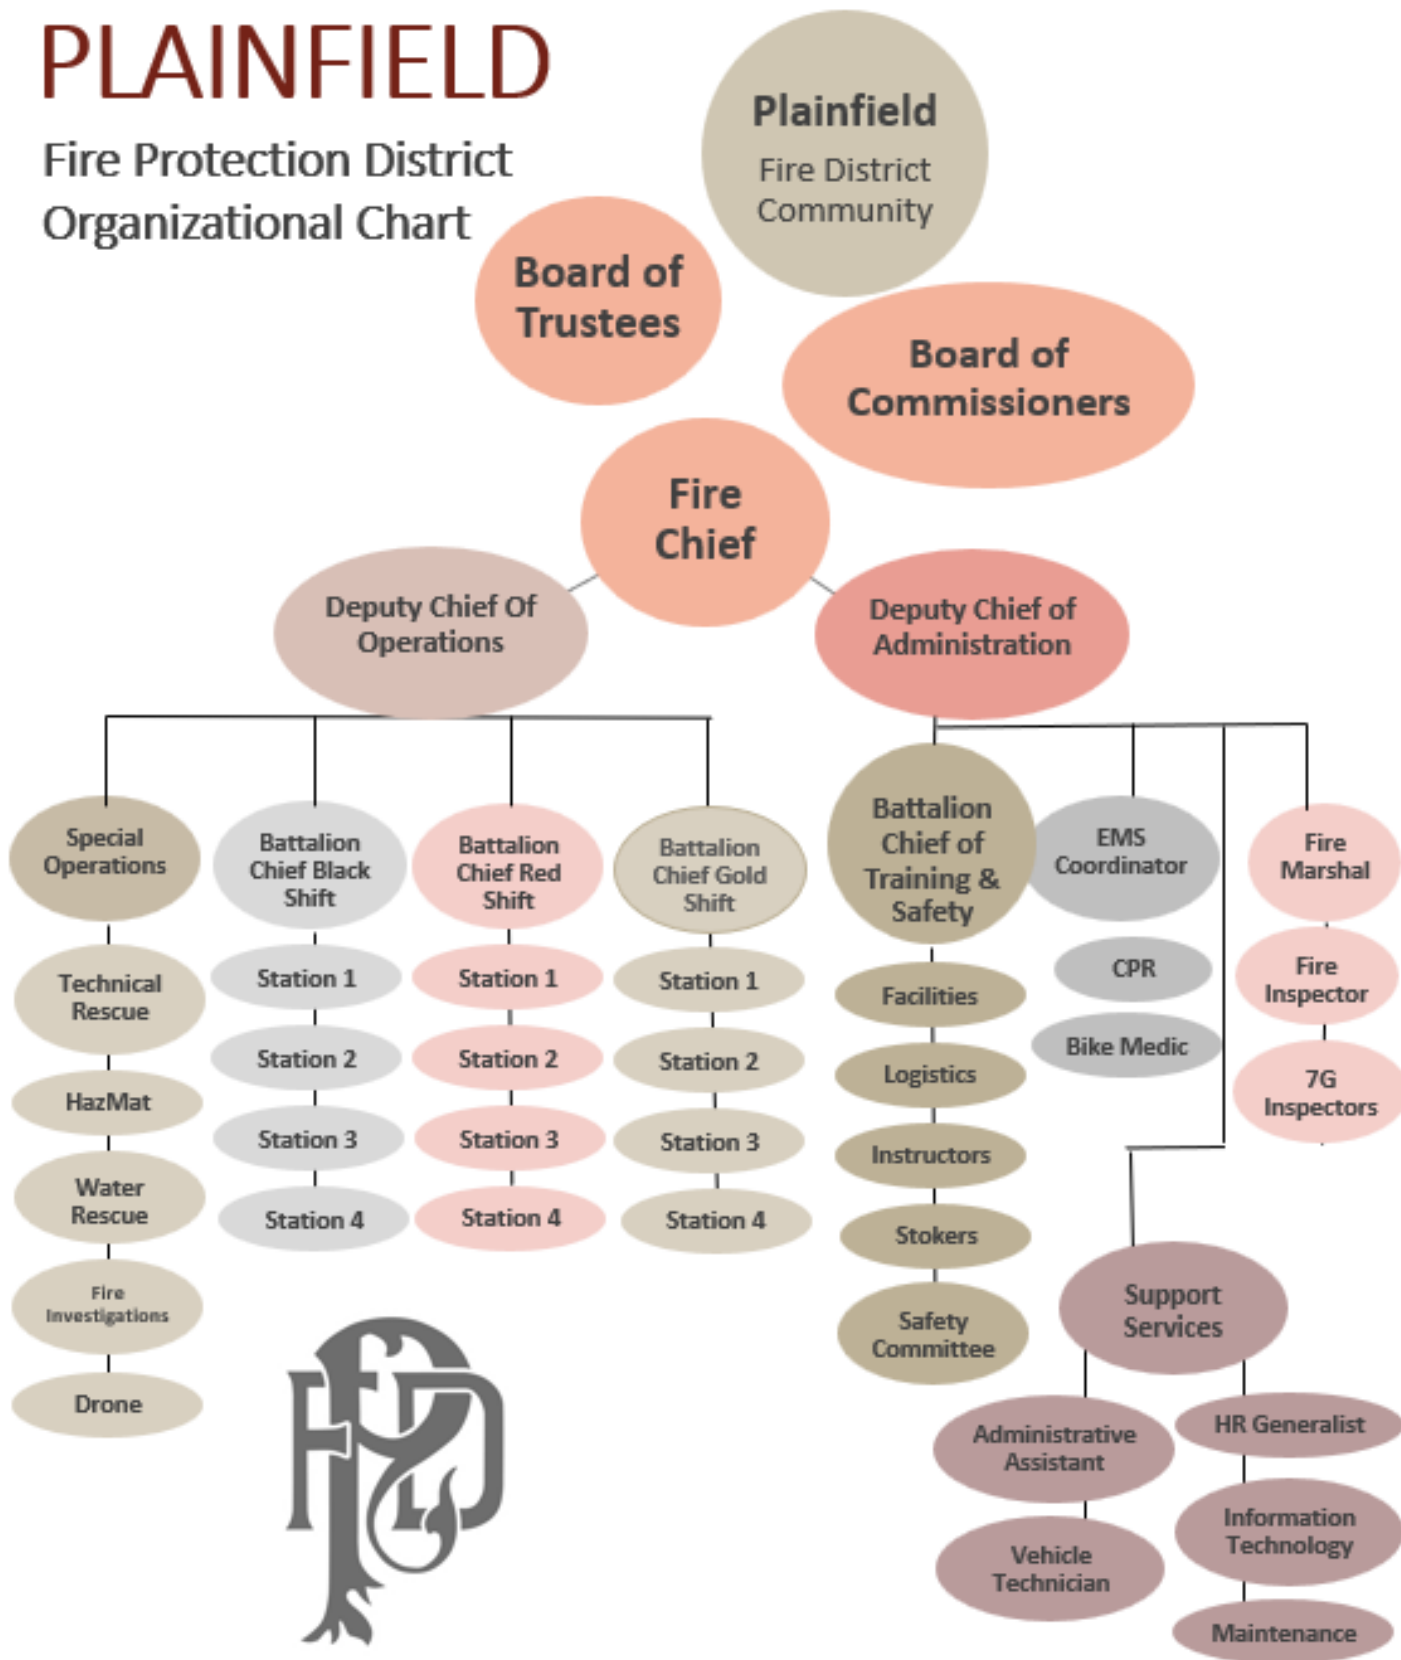 PLAINFIELD
Fire Protection District
Organizational Chart
Plainfield
Fire District
Community
Board of
Trustees
Board of
Commissioners
Fire
Chief
Deputy Chief Of
Operations
Deputy Chief of
Administration
Special
Operations
Technical
Rescue
HazMat
Water
Rescue
Fire
Investigations
Drone
Battalion
Chief Black
Shift
Station 1
Station 2
Station 3
Station 4
Battalion
Chief Red
Shift
Station 1
Station 2
Station 3
Station 4
Battalion
Chief Gold
Shift
Station 1
Station 2
Station 3
Station 4
Battalion
Chief of
Training &
Safety
Facilities
Logistics
Instructors
Stokers
Safety
Committee
EMS
Coordinator
CPR
Bike Medic
Fire
Marshal
Fire
Inspector
7G
Inspectors
Support
Services
Administrative
Assistant
Vehicle
Technician
HR Generalist
Information
Technology
Maintenance
PFPD